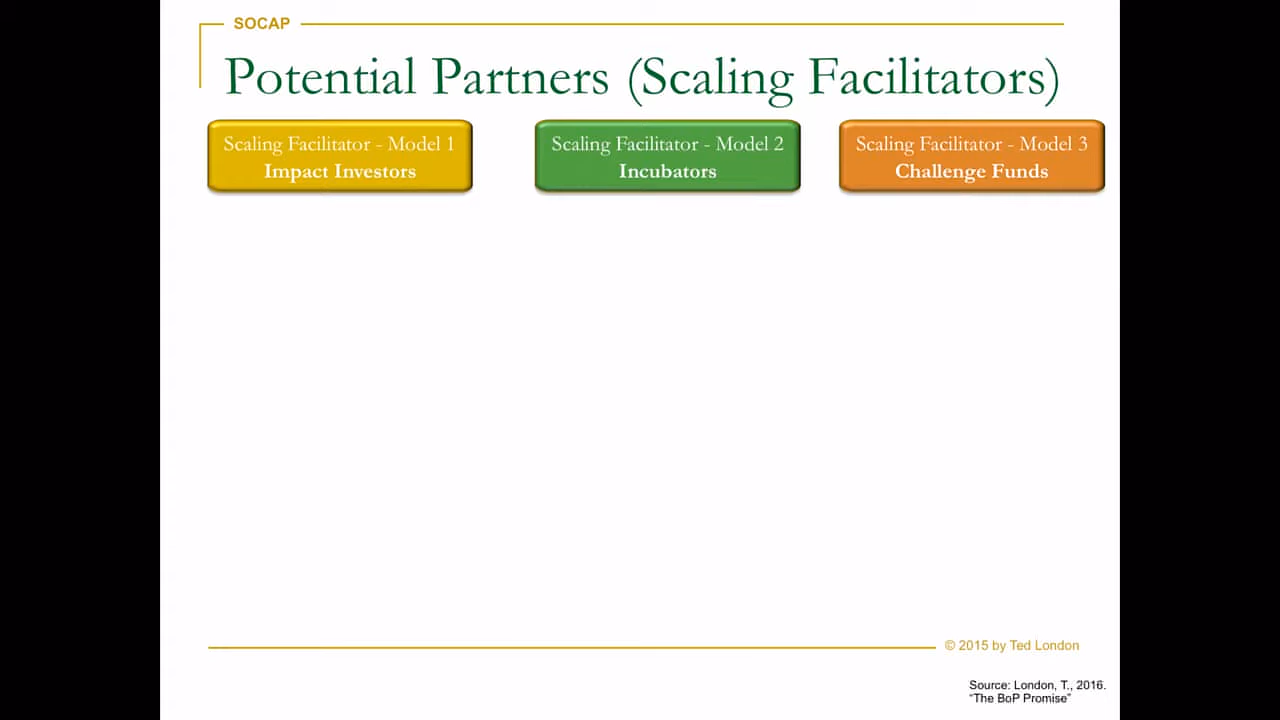 SOCAP
Potential Partners (Scaling Facilitators)
Scaling Facilitator - Model 1
Impact Investors
Scaling Facilitator - Model 2
Incubators
Scaling Facilitator - Model 3
Challenge Funds
© 2015 by Ted London
Source: London, T., 2016.
“The BoP Promise”